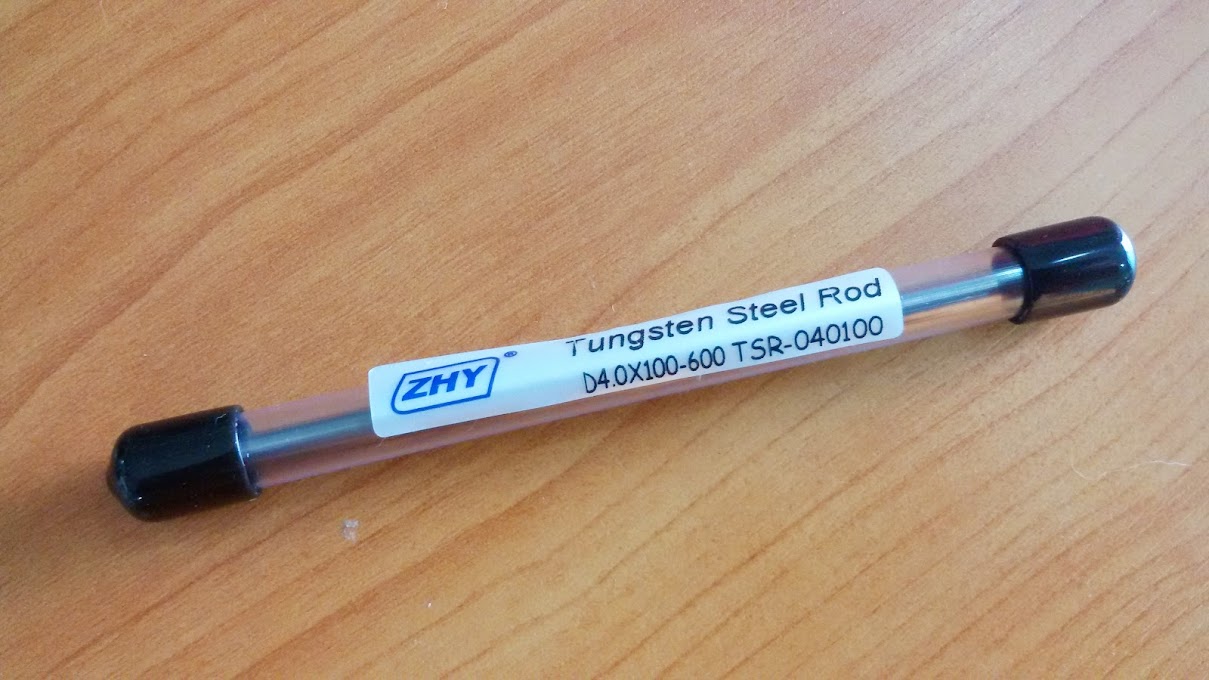 ZHY®
Tungsten Steel Rod
D4.0X100-600 TSR-040100